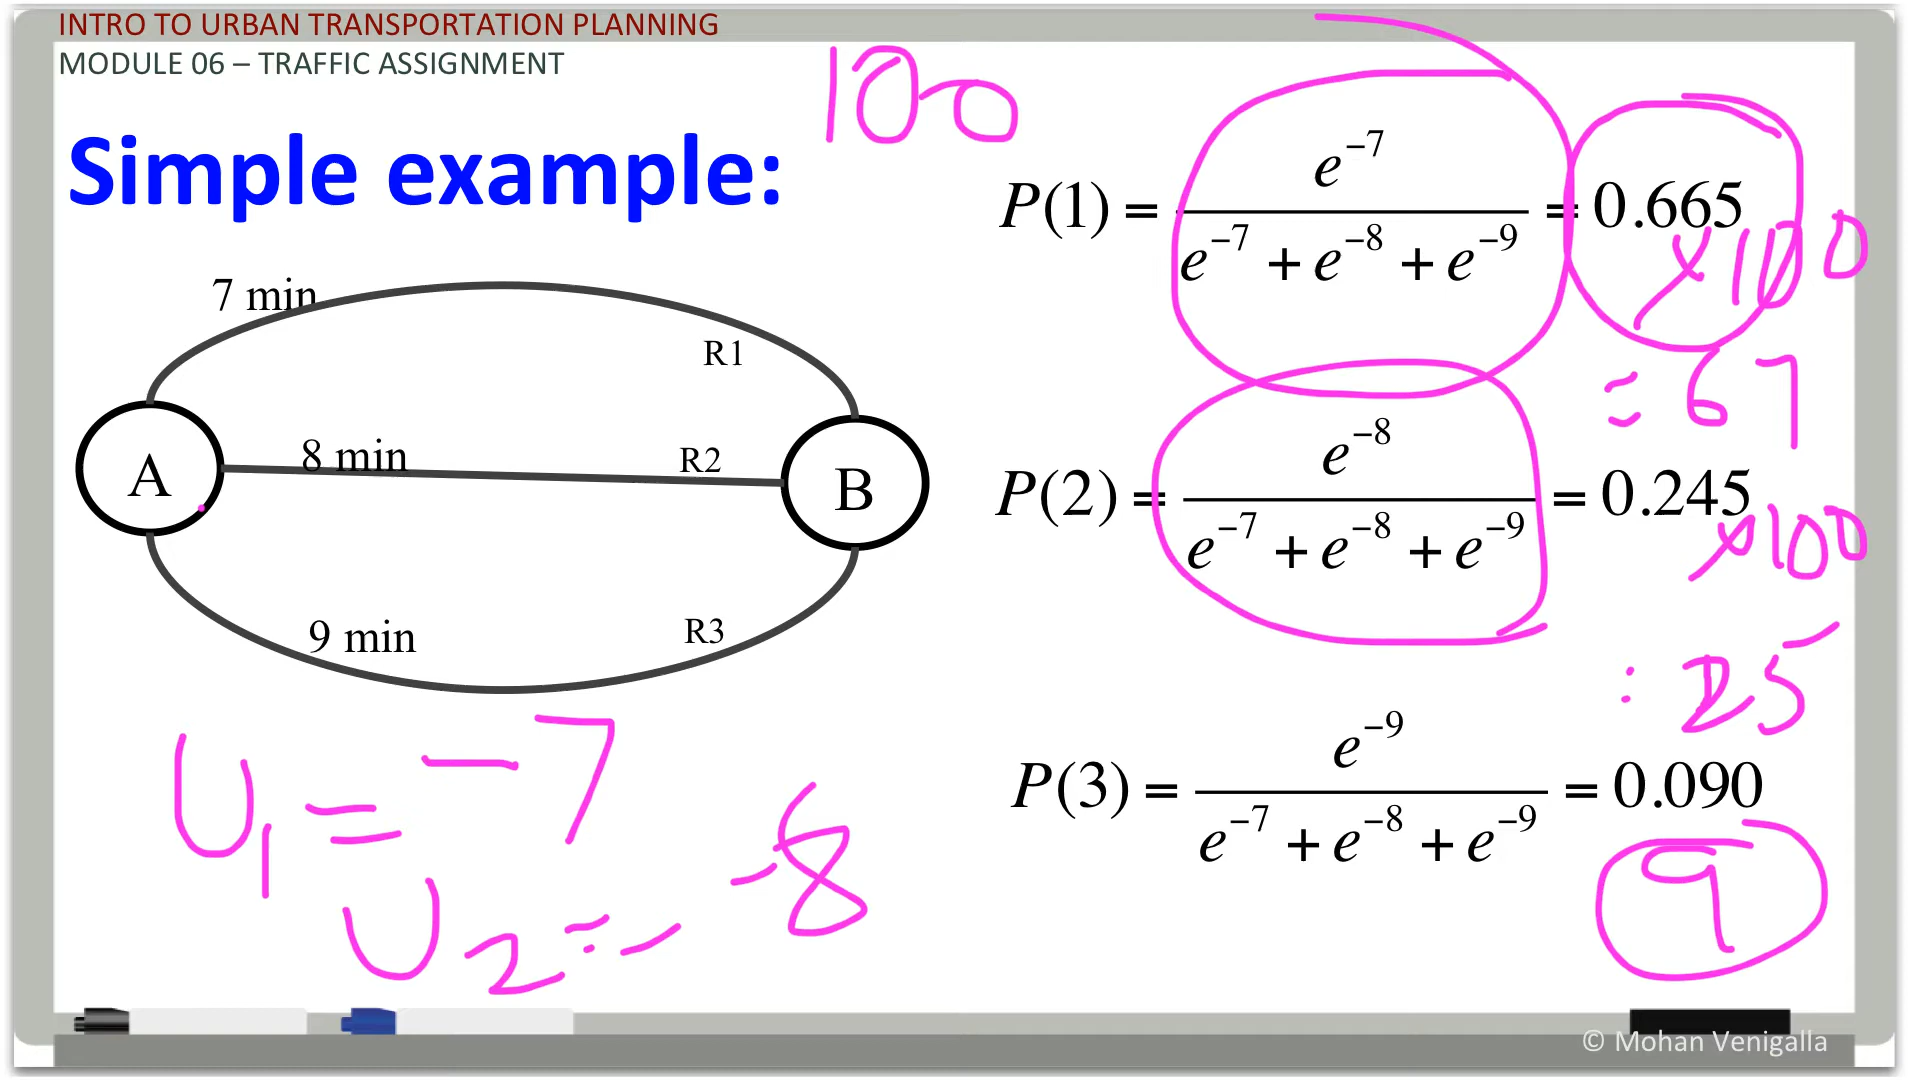 INTRO TO URBAN TRANSPORTATION PLANNING
MODULE 06 – TRAFFIC ASSIGNMENT
100
Simple example:
7 min
R1
A
8 min
R2
B
9 min
R3
U₁ = -7
U₂ = - -8
P(1) = e⁻⁷ / (e⁻⁷ + e⁻⁸ + e⁻⁹) = 0.665
×100
= 67
P(2) = e⁻⁸ / (e⁻⁷ + e⁻⁸ + e⁻⁹) = 0.245
×100
: 25
P(3) = e⁻⁹ / (e⁻⁷ + e⁻⁸ + e⁻⁹) = 0.090
9
© Mohan Venigalla